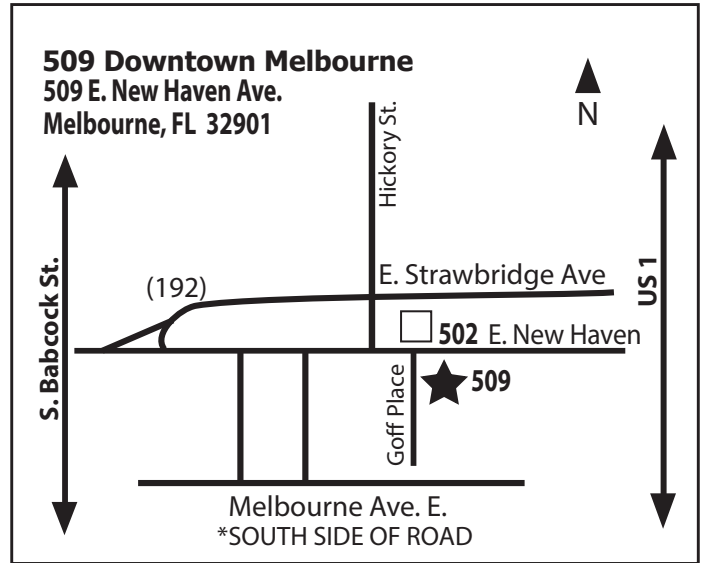 509 Downtown Melbourne
509 E. New Haven Ave.
Melbourne, FL 32901
N
Hickory St.
S. Babcock St.
US 1
(192)
E. Strawbridge Ave
502 E. New Haven
Goff Place
509
Melbourne Ave. E.
*SOUTH SIDE OF ROAD